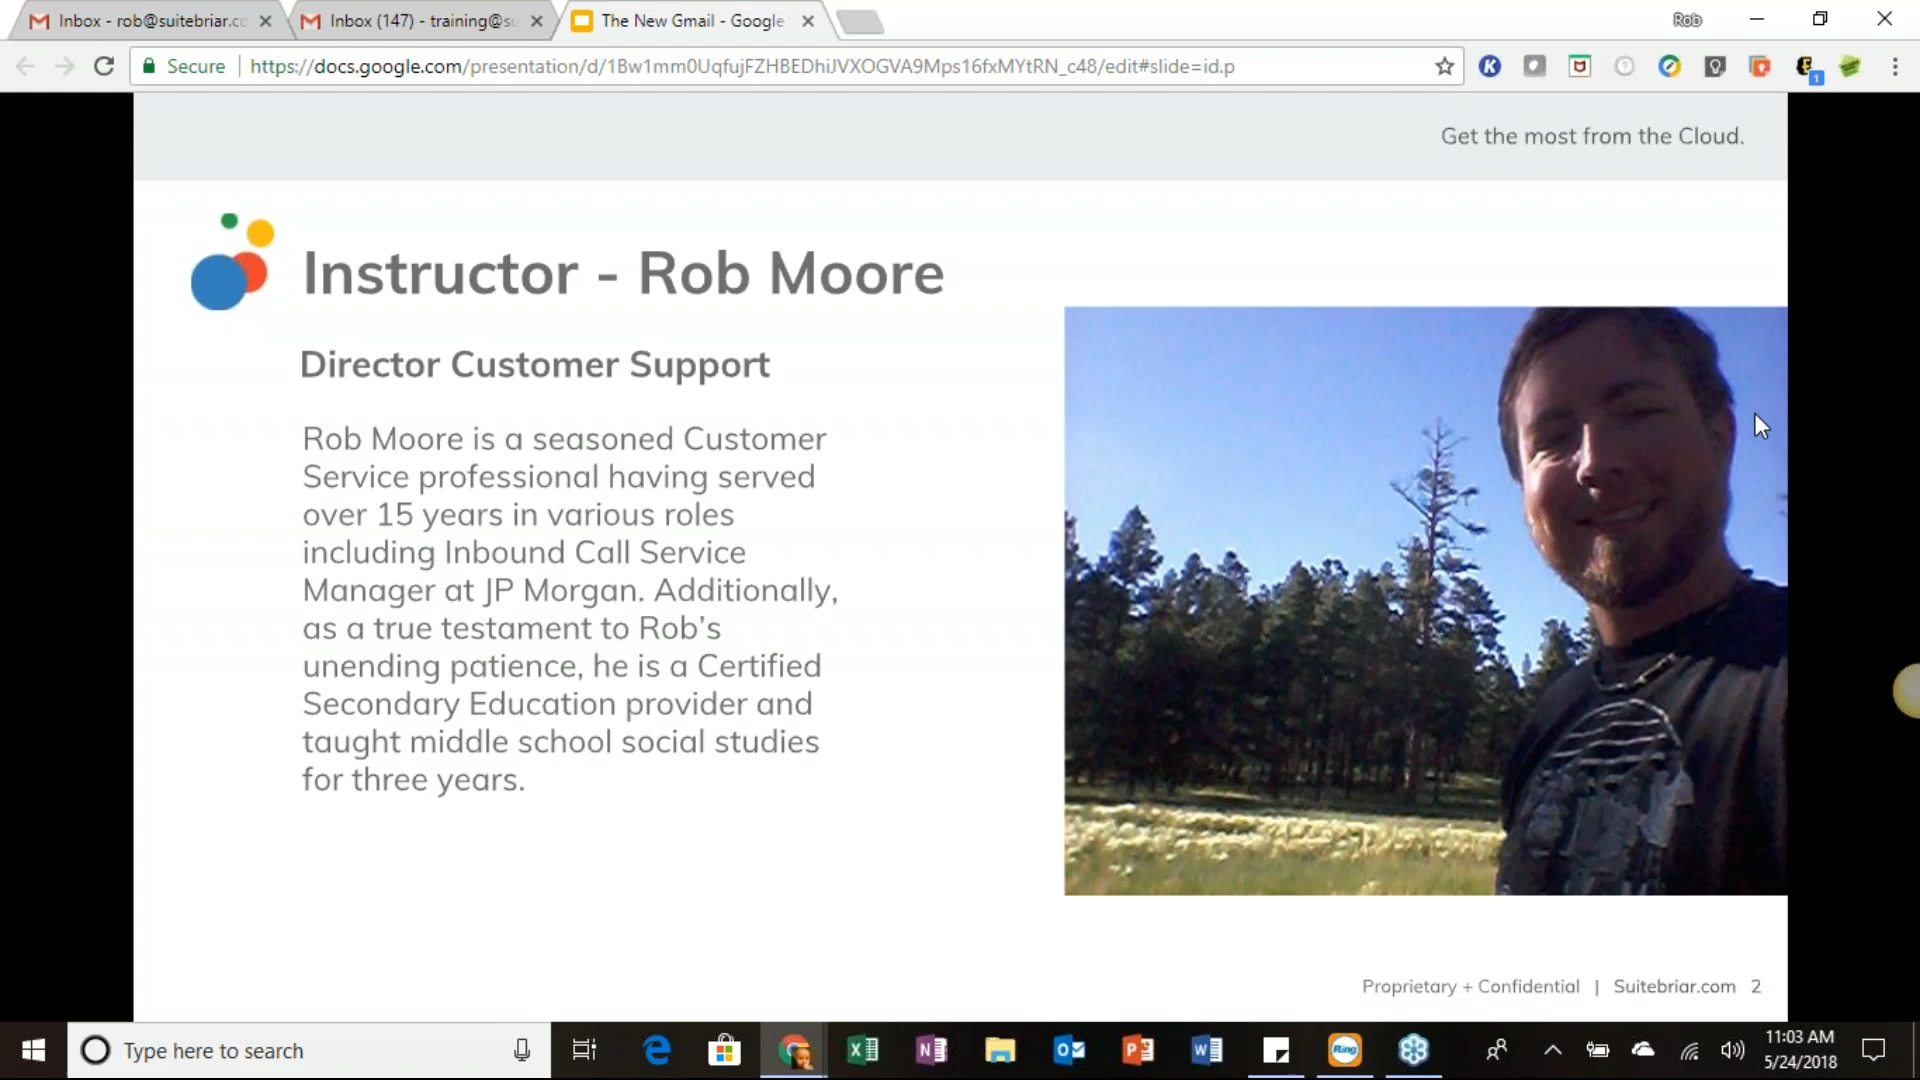 Inbox - rob@suitebriar.co
Inbox (147) - training@su
The New Gmail - Google
Rob
Secure
https://docs.google.com/presentation/d/1Bw1mm0UqfujFZHBEDhiJVXOGVA9Mps16fxMYtRN_c48/edit#slide=id.p
1
Get the most from the Cloud.
Instructor - Rob Moore
Director Customer Support
Rob Moore is a seasoned Customer
Service professional having served
over 15 years in various roles
including Inbound Call Service
Manager at JP Morgan. Additionally,
as a true testament to Rob’s
unending patience, he is a Certified
Secondary Education provider and
taught middle school social studies
for three years.
Proprietary + Confidential | Suitebriar.com 2
Type here to search
Ring
11:03 AM
5/24/2018